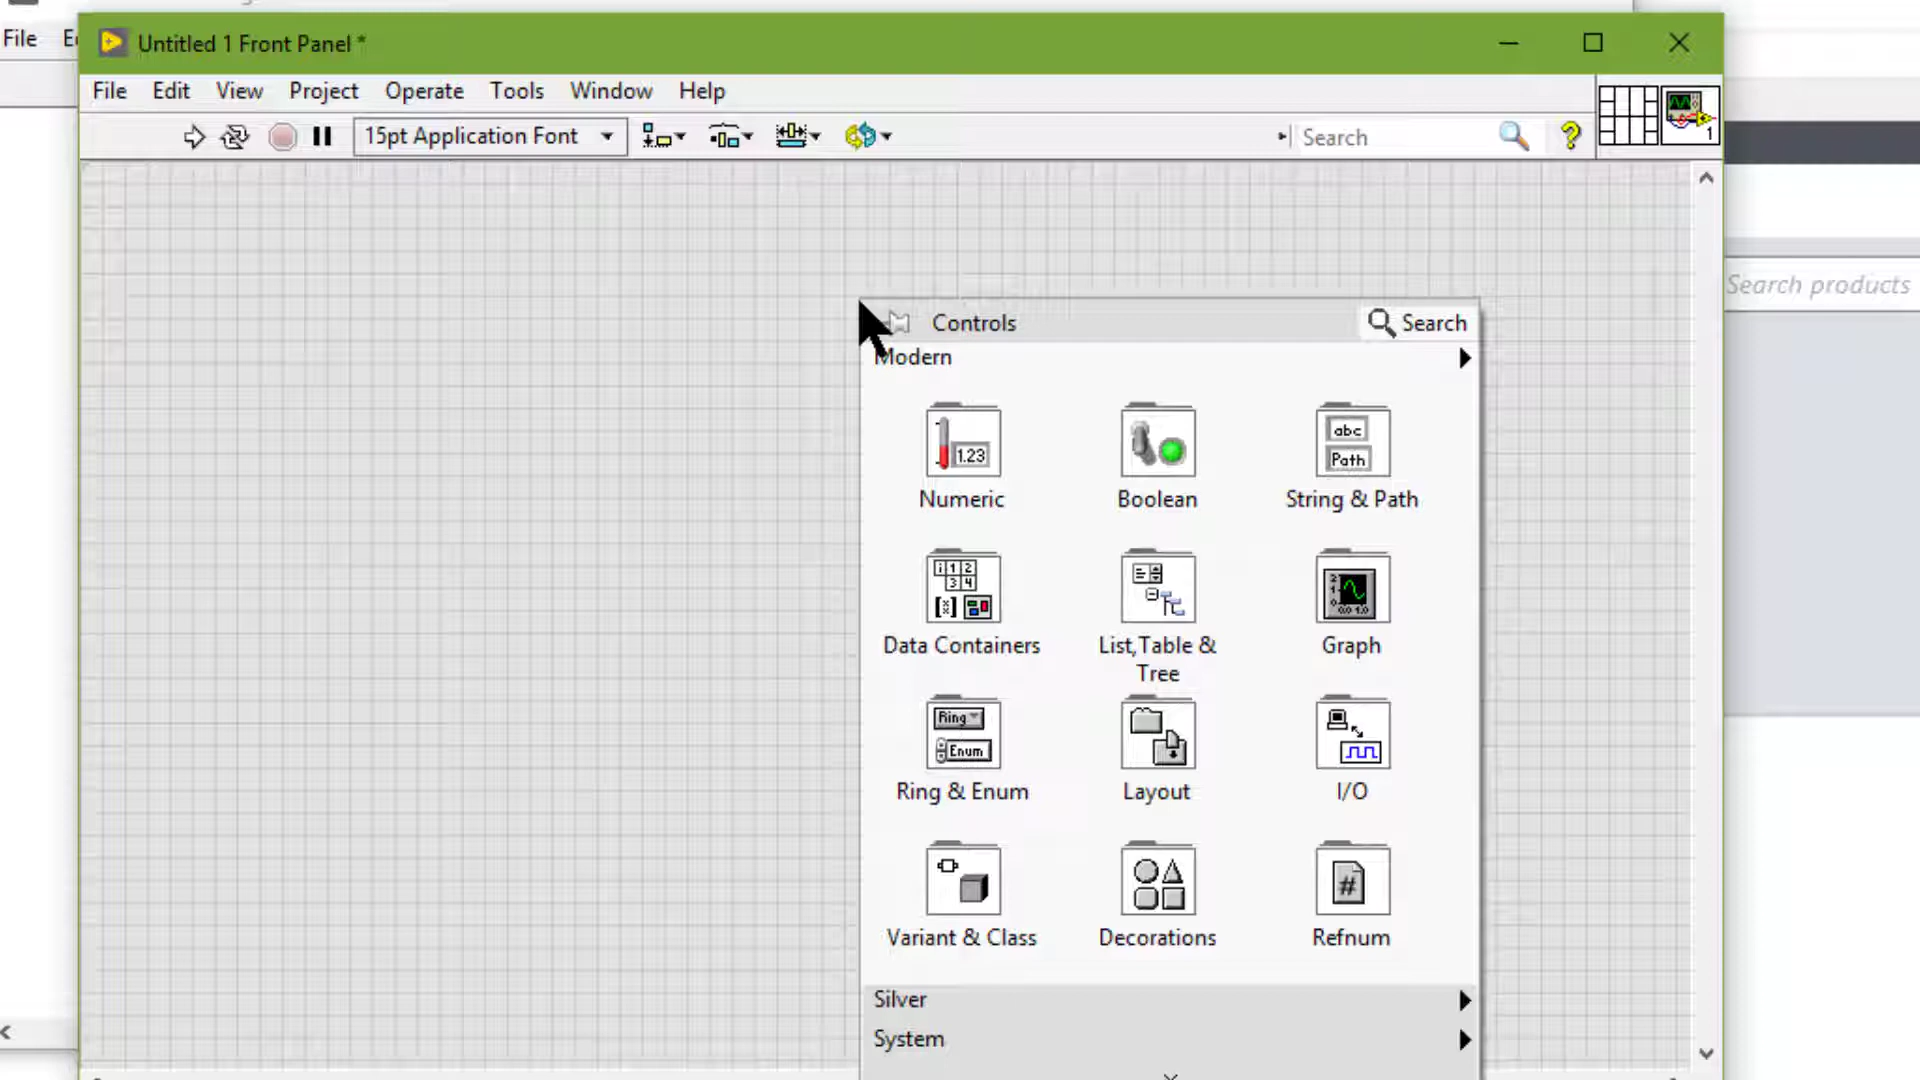 File
Untitled 1 Front Panel *
File Edit View Project Operate Tools Window Help
15pt Application Font
Search
1
Search products
Controls
Search
Modern
1.23
abc
Path
Numeric
Boolean
String & Path
Data Containers
List,Table &
Tree
Graph
Ring
Enum
Ring & Enum
Layout
I/O
#
Variant & Class
Decorations
Refnum
Silver
System